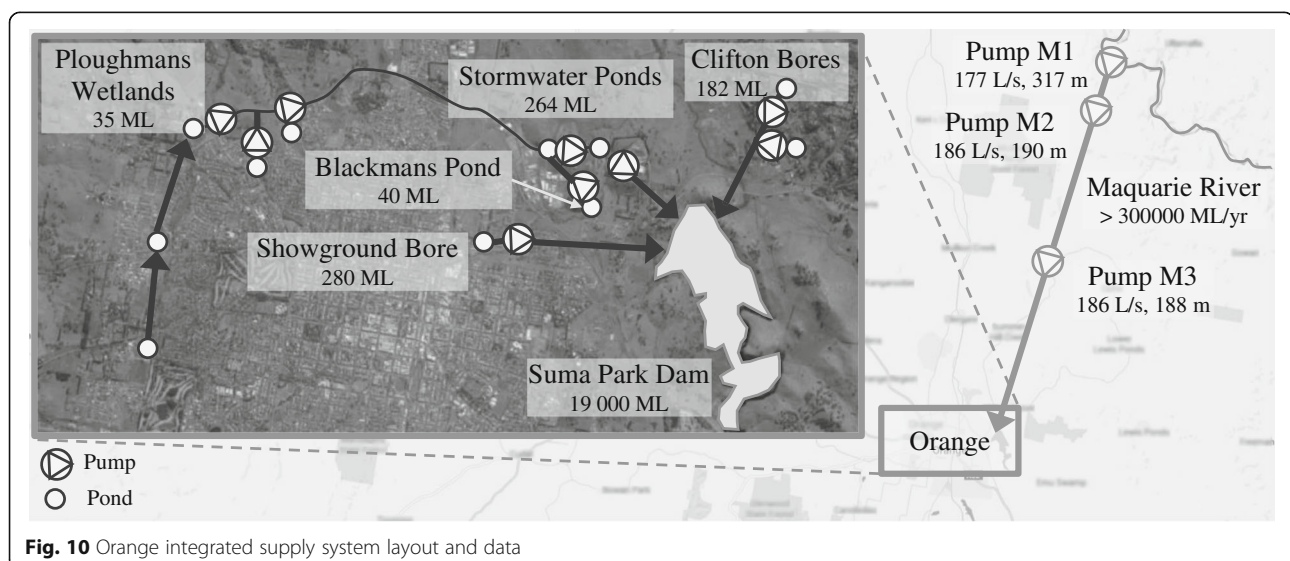 Ploughmans
Wetlands
35 ML
Stormwater Ponds
264 ML
Clifton Bores
182 ML
Blackmans Pond
40 ML
Showground Bore
280 ML
Suma Park Dam
19 000 ML
Pump M1
177 L/s, 317 m
Pump M2
186 L/s, 190 m
Maquarie River
> 300000 ML/yr
Pump M3
186 L/s, 188 m
Orange
Pump
Pond
Emu Swamp
Fig. 10 Orange integrated supply system layout and data